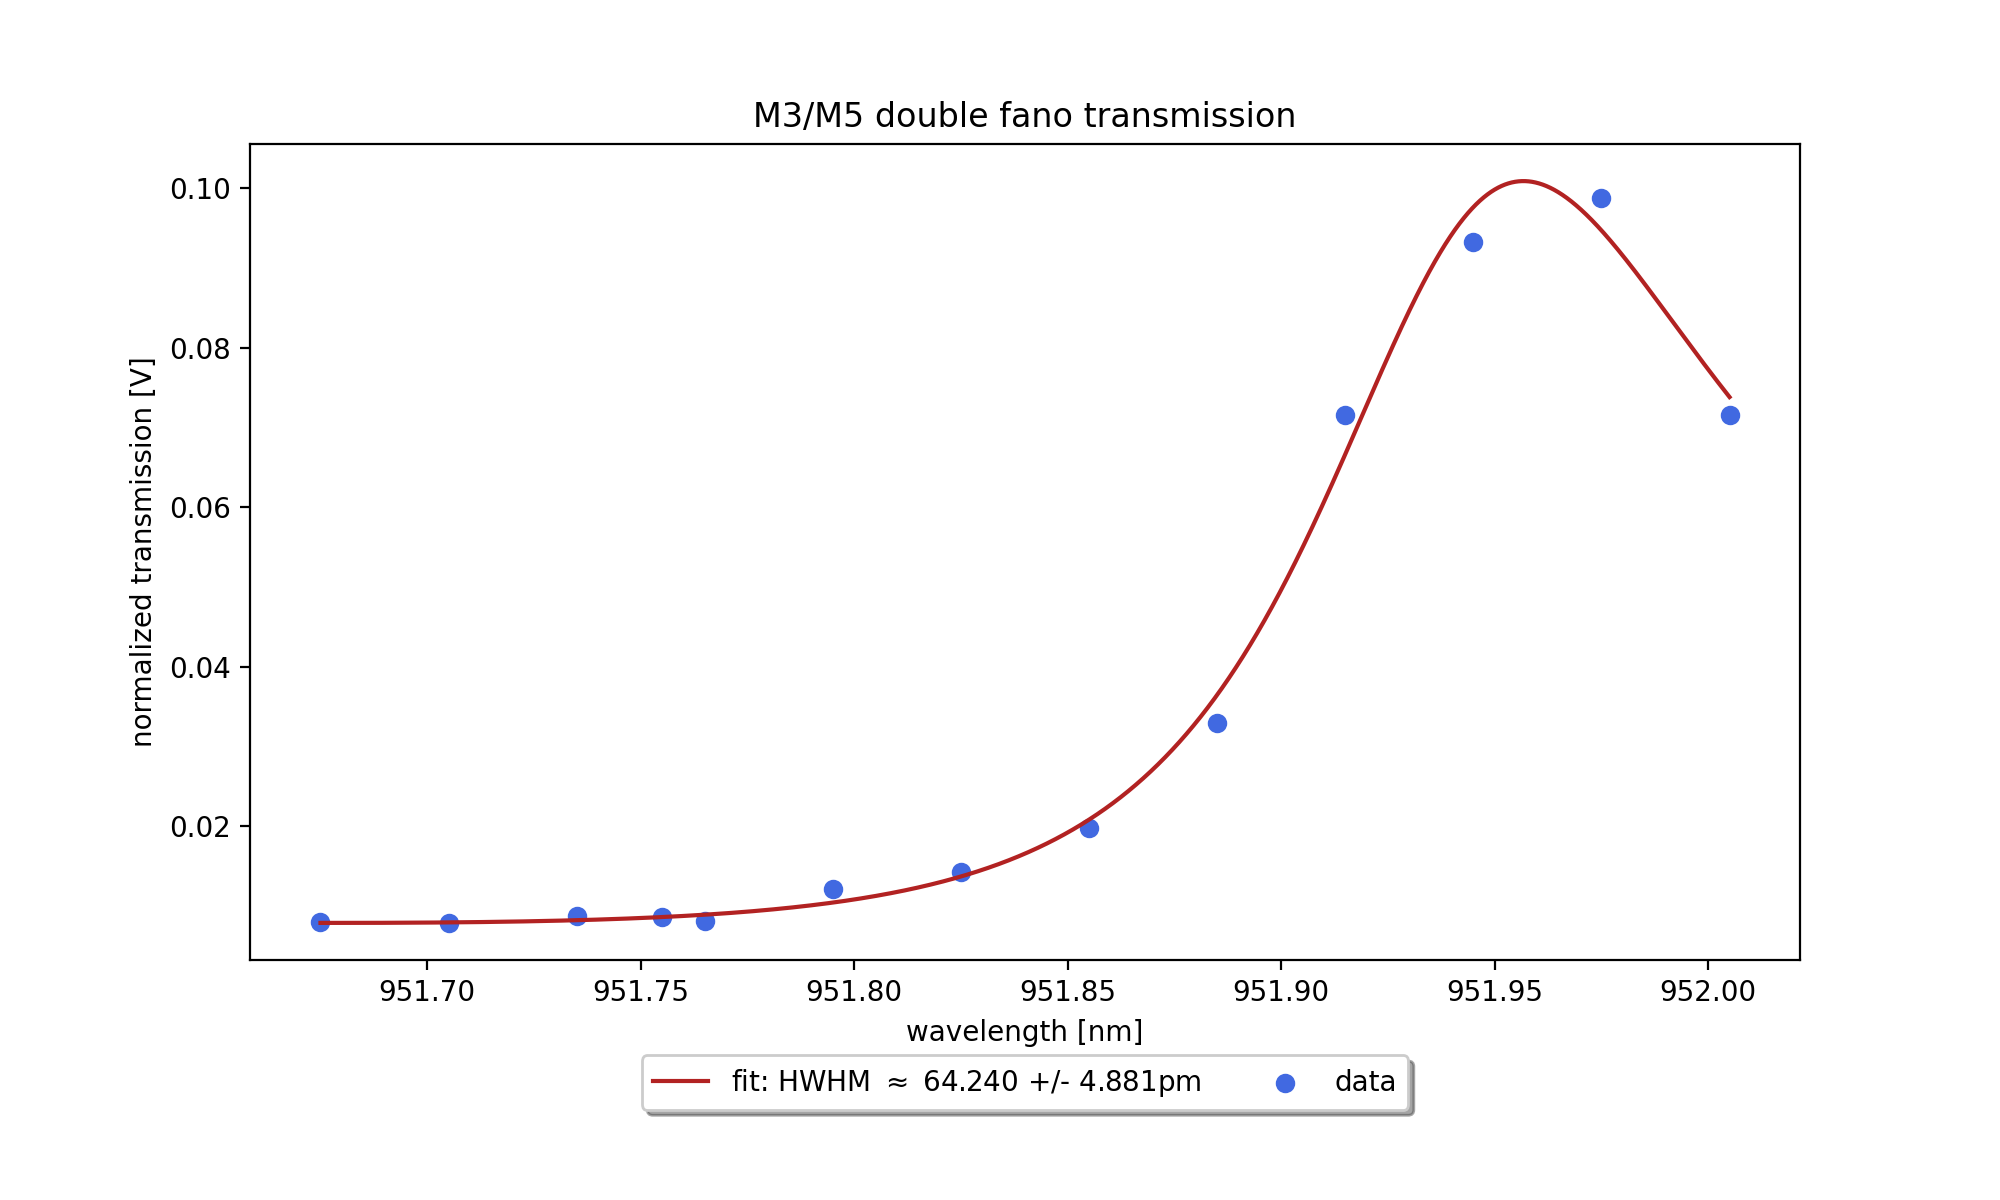 M3/M5 double fano transmission
normalized transmission [V]
0.10
0.08
0.06
0.04
0.02
951.70 951.75 951.80 951.85 951.90 951.95 952.00
wavelength [nm]
fit: HWHM ≈ 64.240 +/- 4.881pm data